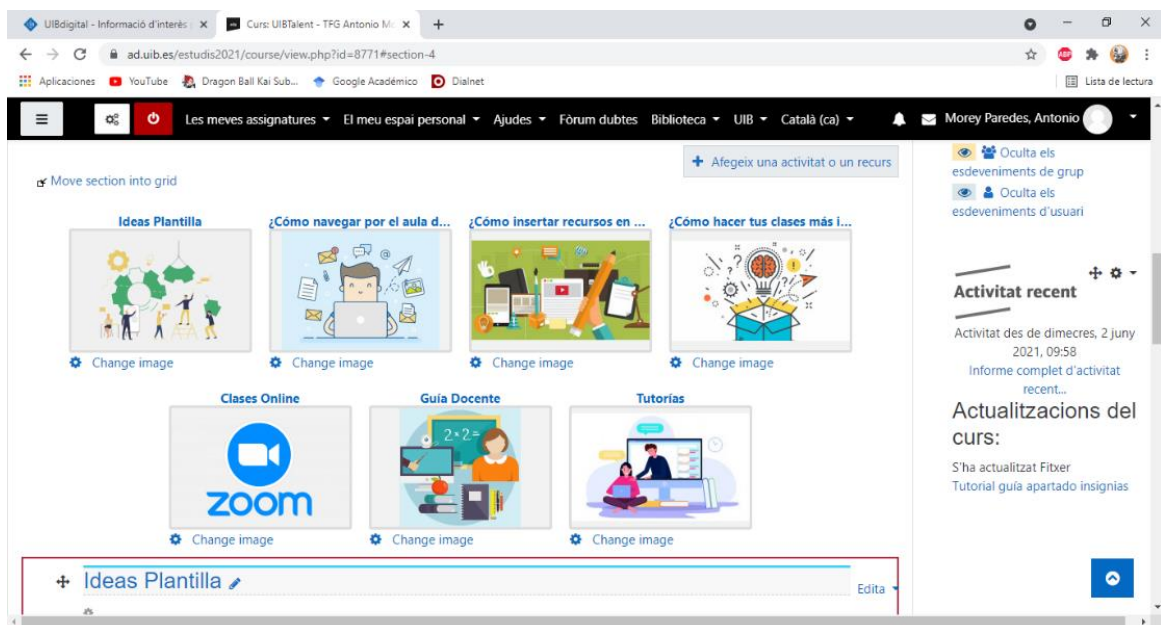 UIBdigital - Informació d'interès
Curs: UIBTalent - TFG Antonio Mo
ad.uib.es/estudis2021/course/view.php?id=8771#section-4
ABP
Aplicaciones YouTube Dragon Ball Kai Sub... Google Académico Dialnet Lista de lectura
Les meves assignatures El meu espai personal Ajudes Fòrum dubtes Biblioteca UIB Català (ca) Morey Paredes, Antonio
Afegeix una activitat o un recurs
Move section into grid
Ideas Plantilla ¿Cómo navegar por el aula d... ¿Cómo insertar recursos en ... ¿Cómo hacer tus clases más i...
Change image Change image Change image Change image
Clases Online Guía Docente Tutorías
zoom
2×2=
Change image Change image Change image
Ideas Plantilla
Edita
Oculta els
esdeveniments de grup
Oculta els
esdeveniments d'usuari
Activitat recent
Activitat des de dimecres, 2 juny
2021, 09:58
Informe complet d'activitat
recent...
Actualitzacions del
curs:
S'ha actualitzat Fitxer
Tutorial guía apartado insignias